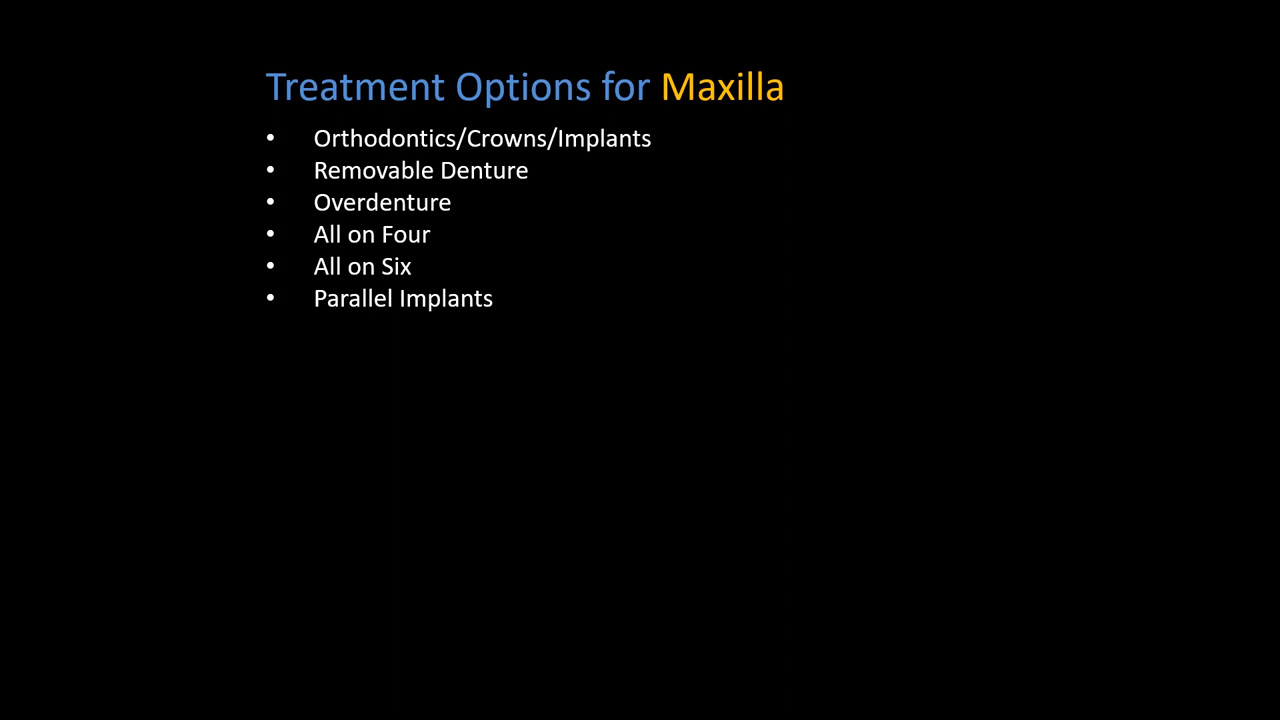 Treatment Options for Maxilla
• Orthodontics/Crowns/Implants
• Removable Denture
• Overdenture
• All on Four
• All on Six
• Parallel Implants